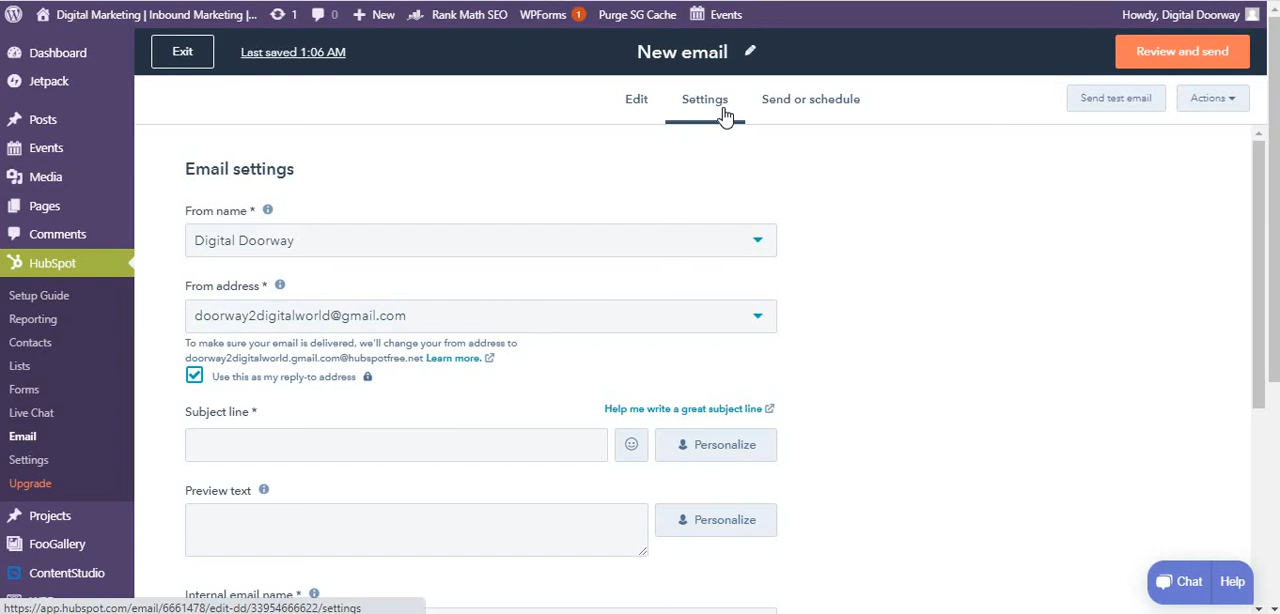 Digital Marketing | Inbound Marketing |... 1 0 New Rank Math SEO WPForms 1 Purge SG Cache Events Howdy, Digital Doorway
Exit Last saved 1:06 AM New email Review and send
Edit Settings Send or schedule Send test email Actions
Dashboard
Jetpack
Posts
Events
Media
Pages
Comments
HubSpot
Setup Guide
Reporting
Contacts
Lists
Forms
Live Chat
Email
Settings
Upgrade
Projects
FooGallery
ContentStudio
Email settings
From name *
Digital Doorway
From address *
doorway2digitalworld@gmail.com
To make sure your email is delivered, we'll change your from address to
doorway2digitalworld.gmail.com@hubspotfree.net Learn more.
Use this as my reply-to address
Subject line * Help me write a great subject line
Personalize
Preview text
Personalize
Internal email name *
Chat Help
https://app.hubspot.com/email/6661478/edit-dd/33954666622/settings